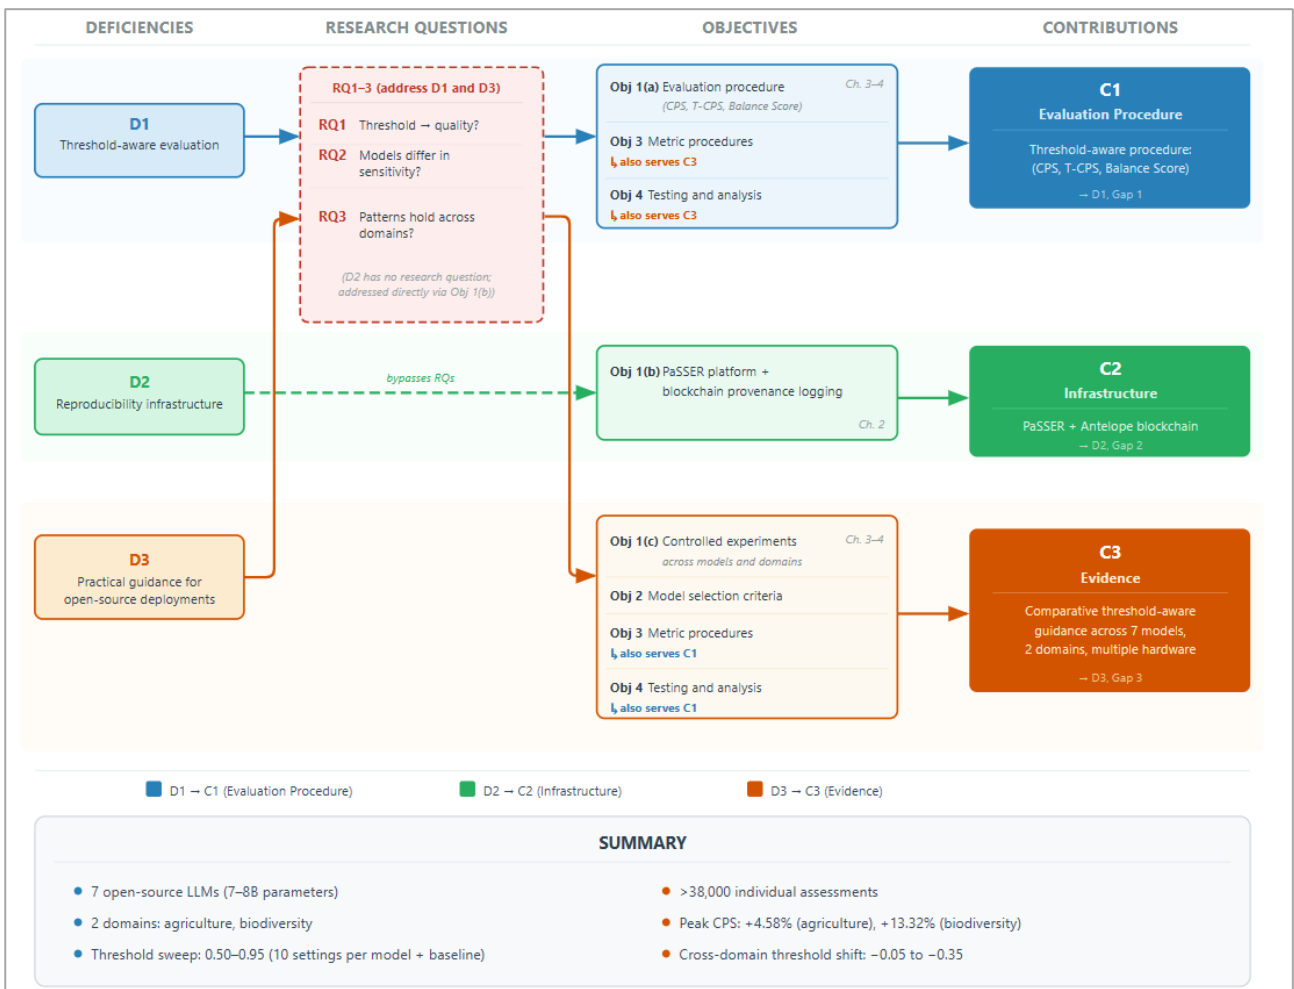 DEFICIENCIES
RESEARCH QUESTIONS
OBJECTIVES
CONTRIBUTIONS
D1
Threshold-aware evaluation
RQ1–3 (address D1 and D3)
RQ1 Threshold → quality?
RQ2 Models differ in
sensitivity?
RQ3 Patterns hold across
domains?
(D2 has no research question;
addressed directly via Obj 1(b))
Obj 1(a) Evaluation procedure Ch. 3–4
(CPS, T-CPS, Balance Score)
Obj 3 Metric procedures
↳ also serves C3
Obj 4 Testing and analysis
↳ also serves C3
C1
Evaluation Procedure
Threshold-aware procedure:
(CPS, T-CPS, Balance Score)
→ D1, Gap 1
D2
Reproducibility infrastructure
bypasses RQs
Obj 1(b) PaSSER platform +
blockchain provenance logging
Ch. 2
C2
Infrastructure
PaSSER + Antelope blockchain
→ D2, Gap 2
D3
Practical guidance for
open-source deployments
Obj 1(c) Controlled experiments Ch. 3–4
across models and domains
Obj 2 Model selection criteria
Obj 3 Metric procedures
↳ also serves C1
Obj 4 Testing and analysis
↳ also serves C1
C3
Evidence
Comparative threshold-aware
guidance across 7 models,
2 domains, multiple hardware
→ D3, Gap 3
D1 → C1 (Evaluation Procedure)
D2 → C2 (Infrastructure)
D3 → C3 (Evidence)
SUMMARY
• 7 open-source LLMs (7–8B parameters)
• 2 domains: agriculture, biodiversity
• Threshold sweep: 0.50–0.95 (10 settings per model + baseline)
• >38,000 individual assessments
• Peak CPS: +4.58% (agriculture), +13.32% (biodiversity)
• Cross-domain threshold shift: −0.05 to −0.35